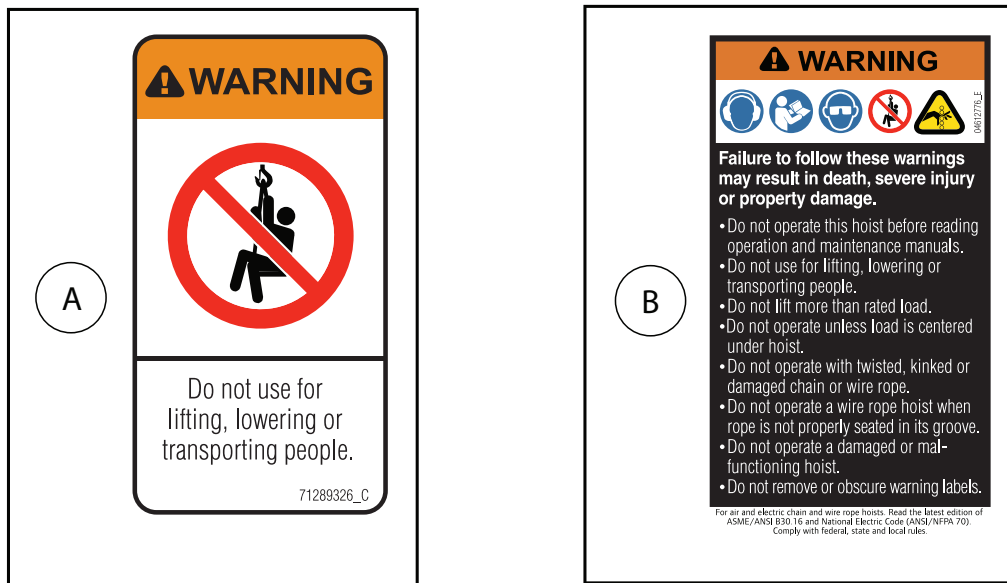 A
WARNING
Do not use for
lifting, lowering or
transporting people.
71289326_C
B
WARNING
04612776_E
Failure to follow these warnings
may result in death, severe injury
or property damage.
•Do not operate this hoist before reading
operation and maintenance manuals.
•Do not use for lifting, lowering or
transporting people.
•Do not lift more than rated load.
•Do not operate unless load is centered
under hoist.
•Do not operate with twisted, kinked or
damaged chain or wire rope.
•Do not operate a wire rope hoist when
rope is not properly seated in its groove.
•Do not operate a damaged or mal-
functioning hoist.
•Do not remove or obscure warning labels.
For air and electric chain and wire rope hoists. Read the latest edition of
ASME/ANSI B30.16 and National Electric Code (ANSI/NFPA 70).
Comply with federal, state and local rules.